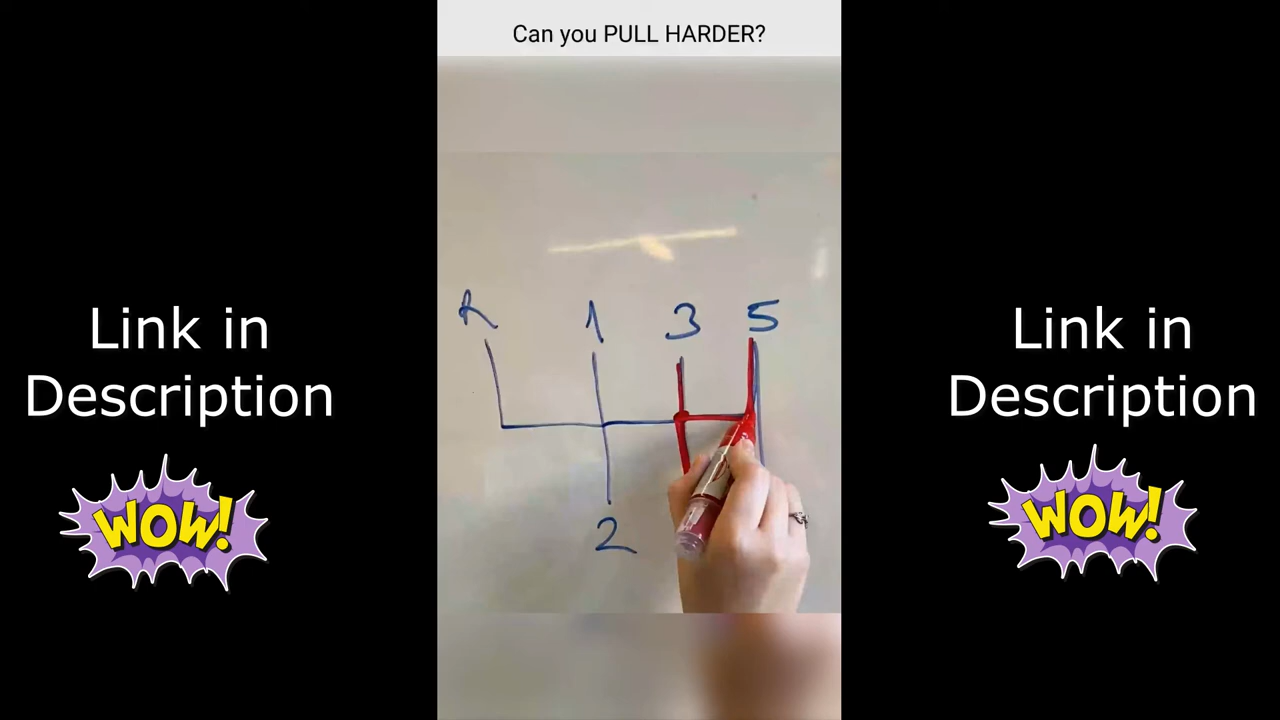 Can you PULL HARDER?
R 1 3 5
2
Link in
Description
WOW!
Link in
Description
WOW!